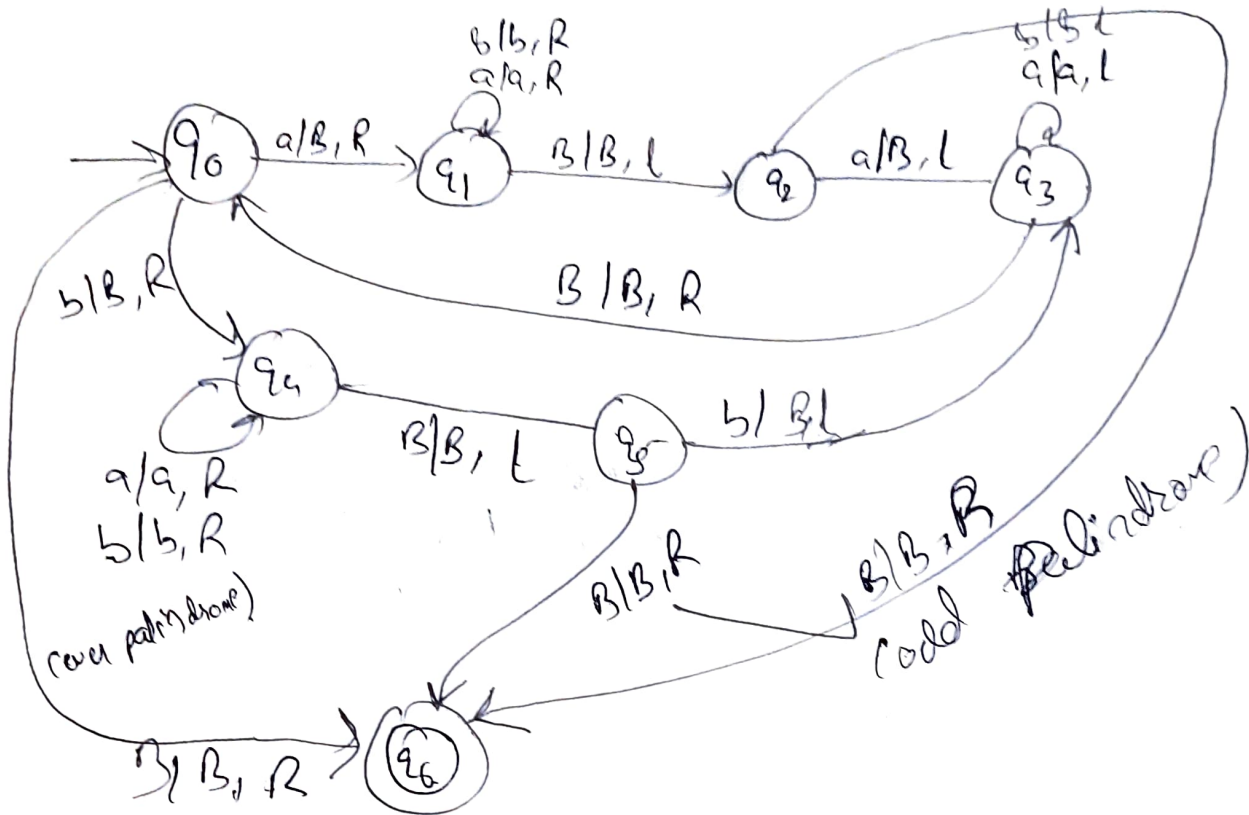 b/b, R
a/a, R
b/B l
a/a, l
q0
a/B, R
q1
B/B, l
q2
a/B, l
q3
b/B, R
B/B, R
q4
B/B, l
q5
b/ B,l
a/a, R
b/b, R
B/B,R
B/B, R
(odd palindrome)
(even palindrome)
B/B, R
q6